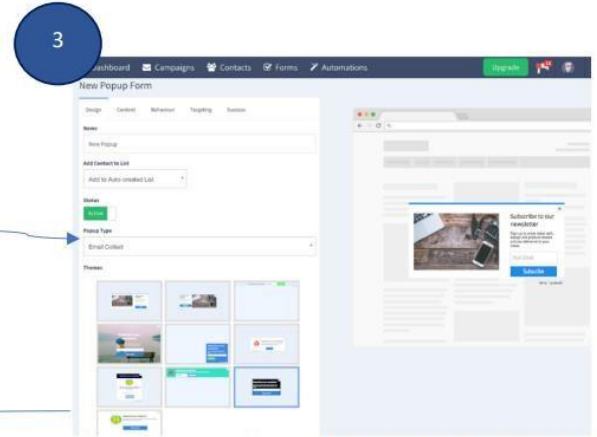 3
Dashboard Campaigns Contacts Forms Automations Upgrade
New Popup Form
Design Content Behaviour Targeting Success
Name
New Popup
Add Contact to List
Add to Auto-created List
Status
Active
Popup Type
Email Collect
Themes
Subscribe to our
newsletter
Your Email
Subscribe